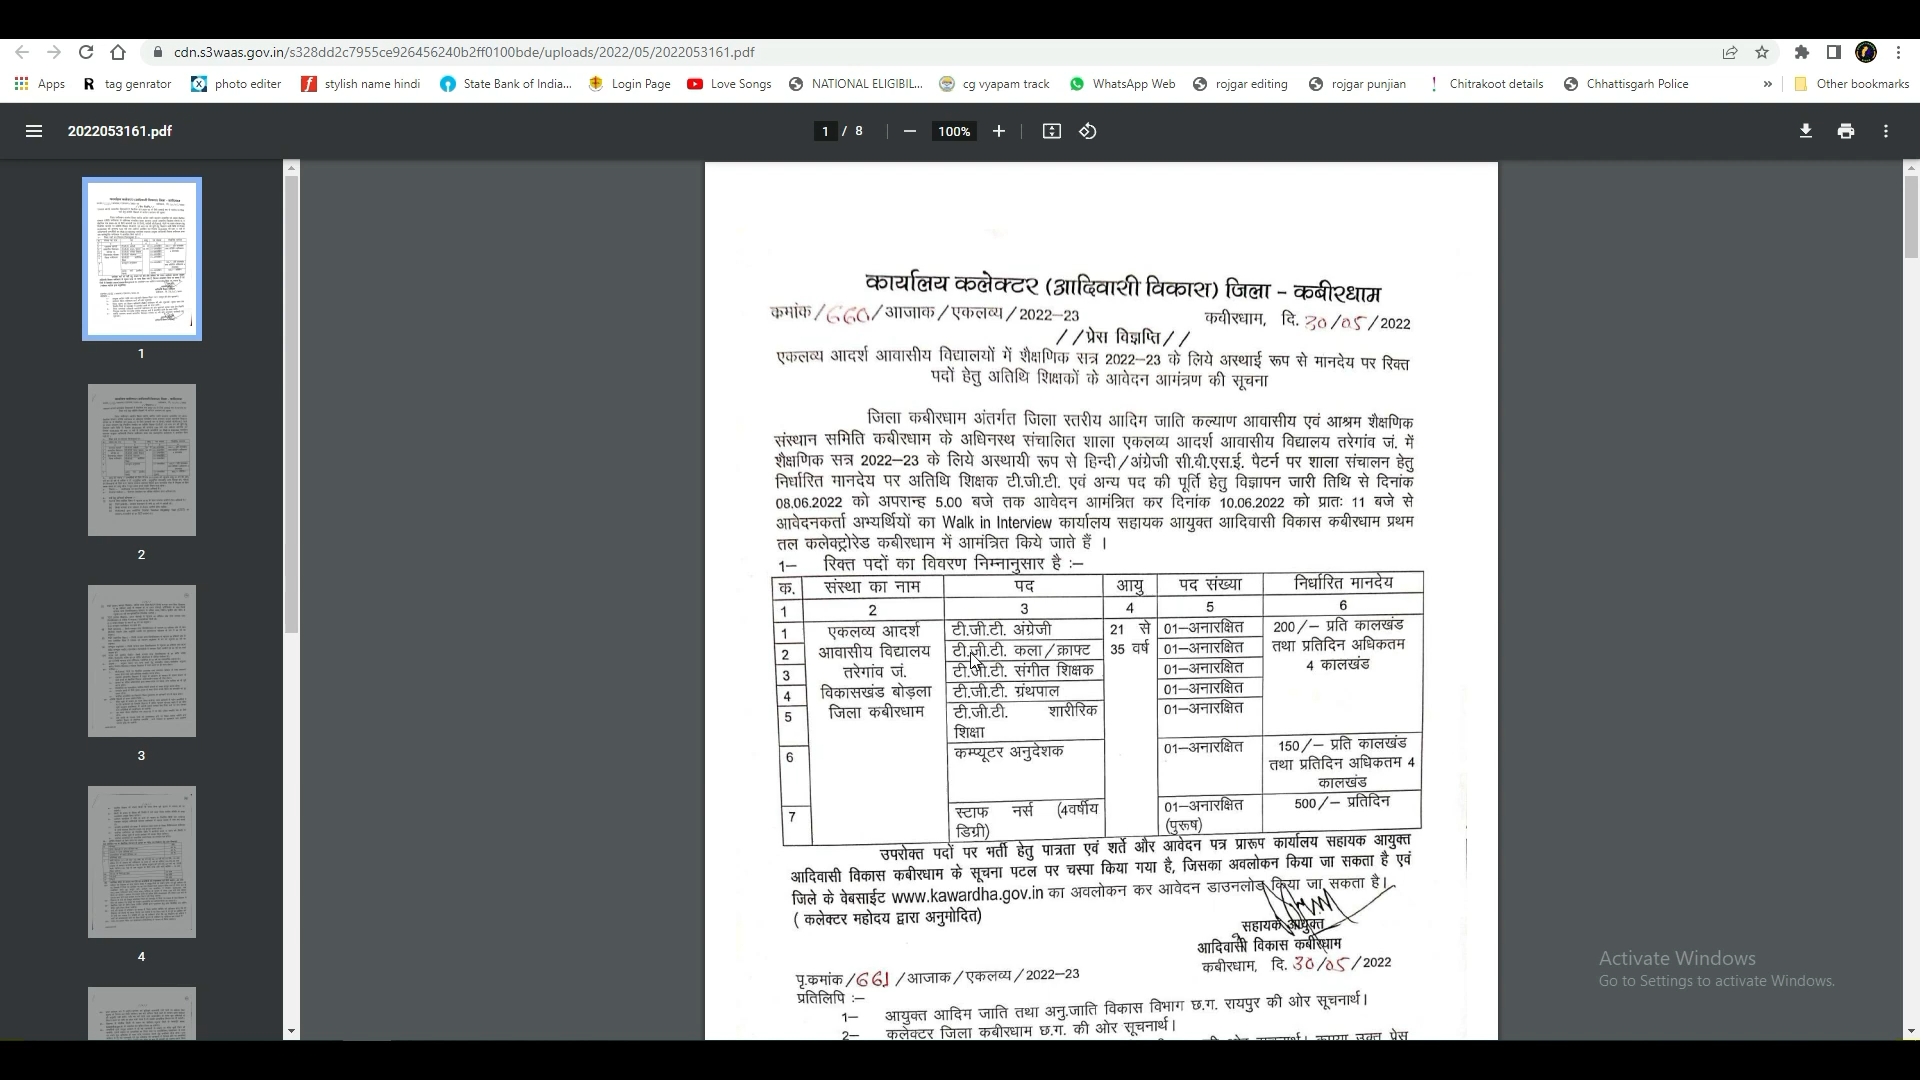 cdn.s3waas.gov.in/s328dd2c7955ce926456240b2ff0100bde/uploads/2022/05/2022053161.pdf
Apps R tag genrator photo editer stylish name hindi State Bank of India... Login Page Love Songs NATIONAL ELIGIBIL... cg vyapam track WhatsApp Web rojgar editing rojgar punjian Chitrakoot details Chhattisgarh Police » Other bookmarks
2022053161.pdf 1 / 8 100%
1
2
3
4
कार्यालय कलेक्टर (आदिवासी विकास) जिला - कबीरधाम
कमांक/660/आजाक/एकलव्य/2022–23 कबीरधाम, दि. 30/05/2022
//प्रेस विज्ञप्ति//
एकलव्य आदर्श आवासीय विद्यालयों में शैक्षणिक सत्र 2022–23 के लिये अस्थाई रूप से मानदेय पर रिक्त
पदों हेतु अतिथि शिक्षकों के आवेदन आमंत्रण की सूचना
जिला कबीरधाम अंतर्गत जिला स्तरीय आदिम जाति कल्याण आवासीय एवं आश्रम शैक्षणिक
संस्थान समिति कबीरधाम के अधिनस्थ संचालित शाला एकलव्य आदर्श आवासीय विद्यालय तरेगांव जं. में
शैक्षणिक सत्र 2022–23 के लिये अस्थायी रूप से हिन्दी/अंग्रेजी सी.बी.एस.ई. पैटर्न पर शाला संचालन हेतु
निर्धारित मानदेय पर अतिथि शिक्षक टी.जी.टी. एवं अन्य पद की पूर्ति हेतु विज्ञापन जारी तिथि से दिनांक
08.06.2022 को अपरान्ह 5.00 बजे तक आवेदन आमंत्रित कर दिनांक 10.06.2022 को प्रातः 11 बजे से
आवेदनकर्ता अभ्यर्थियों का Walk in Interview कार्यालय सहायक आयुक्त आदिवासी विकास कबीरधाम प्रथम
तल कलेक्ट्रोरेड कबीरधाम में आमंत्रित किये जाते हैं ।
1– रिक्त पदों का विवरण निम्नानुसार है :–
क. संस्था का नाम पद आयु पद संख्या निर्धारित मानदेय
1 2 3 4 5 6
1 एकलव्य आदर्श टी.जी.टी. अंग्रेजी 21 से 01–अनारक्षित 200/– प्रति कालखंड
2 आवासीय विद्यालय टी.जी.टी. कला/क्राफ्ट 35 वर्ष 01–अनारक्षित तथा प्रतिदिन अधिकतम
3 तरेगांव जं. टी.जी.टी. संगीत शिक्षक 01–अनारक्षित 4 कालखंड
4 विकासखंड बोड़ला टी.जी.टी. ग्रंथपाल 01–अनारक्षित
5 जिला कबीरधाम टी.जी.टी. शारीरिक 01–अनारक्षित
शिक्षा
6 कम्प्यूटर अनुदेशक 01–अनारक्षित 150/– प्रति कालखंड
तथा प्रतिदिन अधिकतम 4
कालखंड
7 स्टाफ नर्स (4वर्षीय 01–अनारक्षित 500/– प्रतिदिन
डिग्री) (पुरूष)
उपरोक्त पदों पर भर्ती हेतु पात्रता एवं शर्ते और आवेदन पत्र प्रारूप कार्यालय सहायक आयुक्त
आदिवासी विकास कबीरधाम के सूचना पटल पर चस्पा किया गया है, जिसका अवलोकन किया जा सकता है एवं
जिले के वेबसाईट www.kawardha.gov.in का अवलोकन कर आवेदन डाउनलोड किया जा सकता है।
( कलेक्टर महोदय द्वारा अनुमोदित)
सहायक आयुक्त
आदिवासी विकास कबीरधाम
कबीरधाम, दि. 30/05/2022
पृ.कमांक/661/आजाक/एकलव्य/2022–23
प्रतिलिपि :–
1– आयुक्त आदिम जाति तथा अनु.जाति विकास विभाग छ.ग. रायपुर की ओर सूचनार्थ।
2– कलेक्टर जिला कबीरधाम छ.ग. की ओर सूचनार्थ।
Activate Windows
Go to Settings to activate Windows.